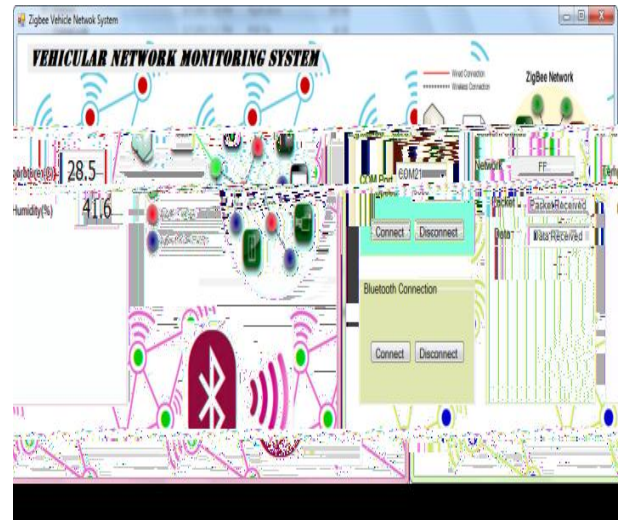 Zigbee Vehicle Netwok System
VEHICULAR NETWORK MONITORING SYSTEM
Wired Connection
Wireless Connection
ZigBee Network
28.5
COM Port
COM21
Network
FF
Humidity(%)
41.6
Packet
Packet Received
Connect
Disconnect
Data
Data Received
Bluetooth Connection
Connect
Disconnect